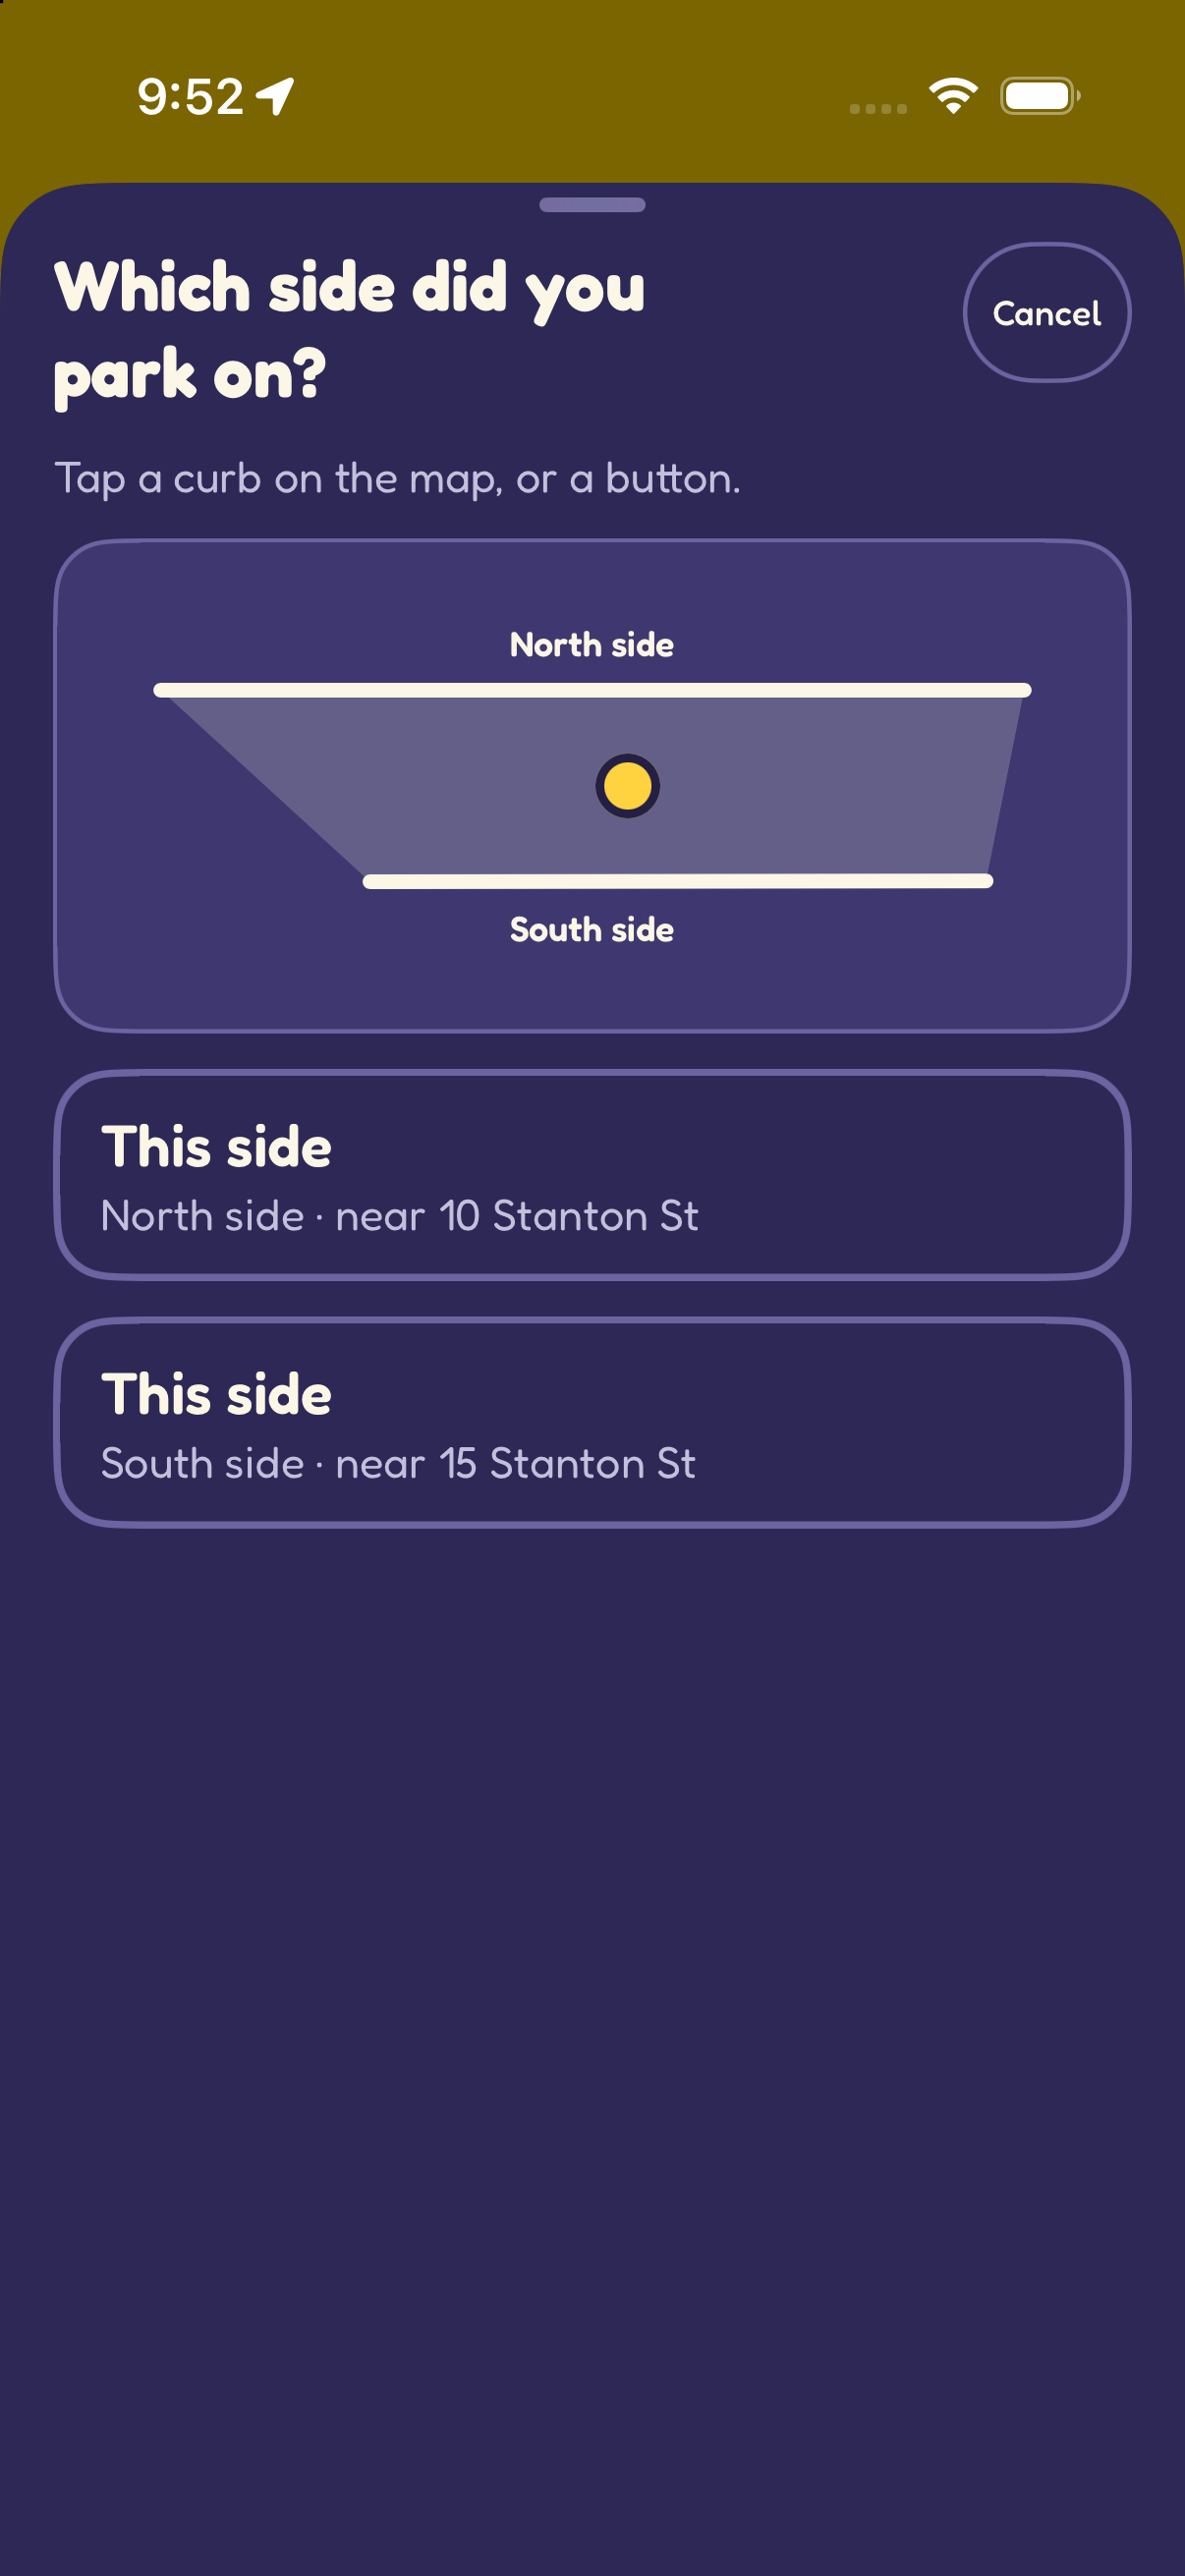 9:52
Which side did you
park on?
Cancel
Tap a curb on the map, or a button.
North side
South side
This side
North side · near 10 Stanton St
This side
South side · near 15 Stanton St